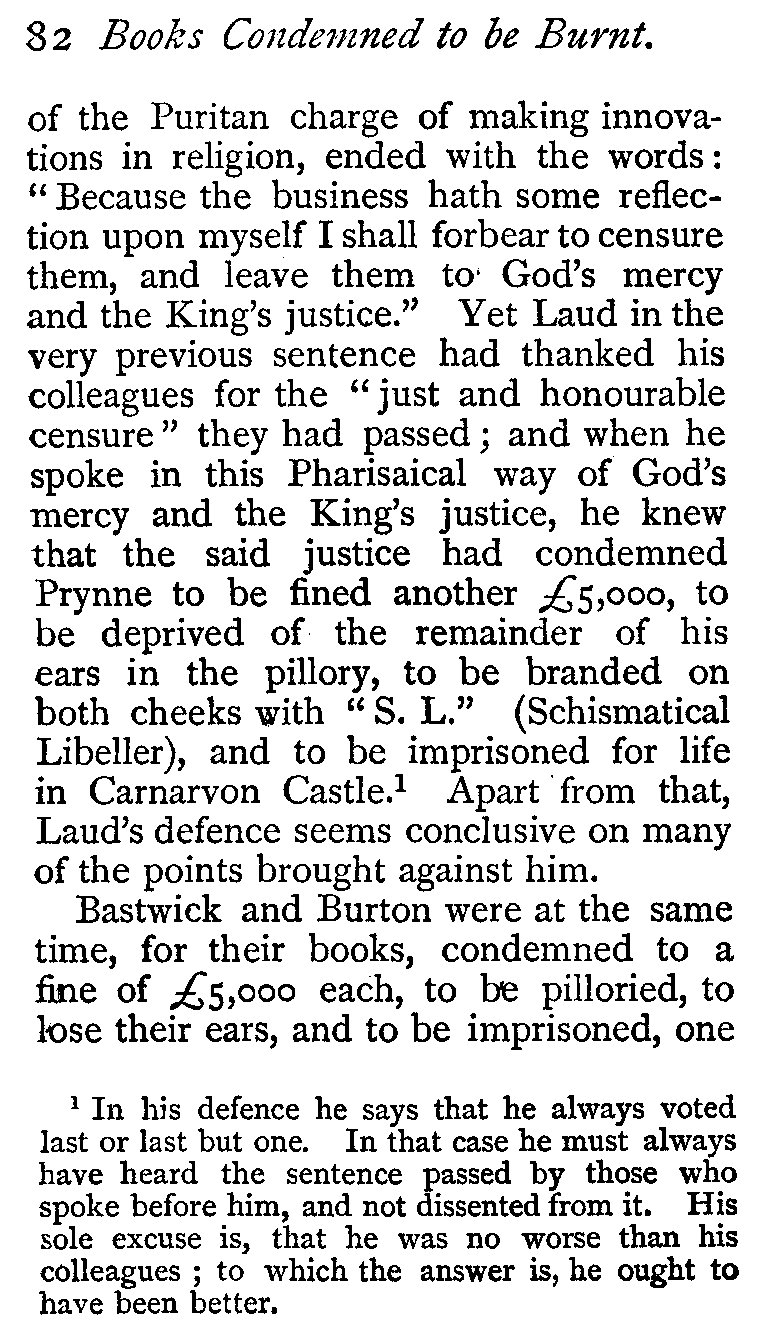 82 Books Condemned to be Burnt.
of the Puritan charge of making innova-
tions in religion, ended with the words:
“Because the business hath some reflec-
tion upon myself I shall forbear to censure
them, and leave them to God's mercy
and the King's justice.” Yet Laud in the
very previous sentence had thanked his
colleagues for the “just and honourable
censure” they had passed; and when he
spoke in this Pharisaical way of God's
mercy and the King's justice, he knew
that the said justice had condemned
Prynne to be fined another £5,000, to
be deprived of the remainder of his
ears in the pillory, to be branded on
both cheeks with “S. L.” (Schismatical
Libeller), and to be imprisoned for life
in Carnarvon Castle.¹ Apart from that,
Laud's defence seems conclusive on many
of the points brought against him.
Bastwick and Burton were at the same
time, for their books, condemned to a
fine of £5,000 each, to be pilloried, to
lose their ears, and to be imprisoned, one
¹ In his defence he says that he always voted
last or last but one. In that case he must always
have heard the sentence passed by those who
spoke before him, and not dissented from it. His
sole excuse is, that he was no worse than his
colleagues; to which the answer is, he ought to
have been better.